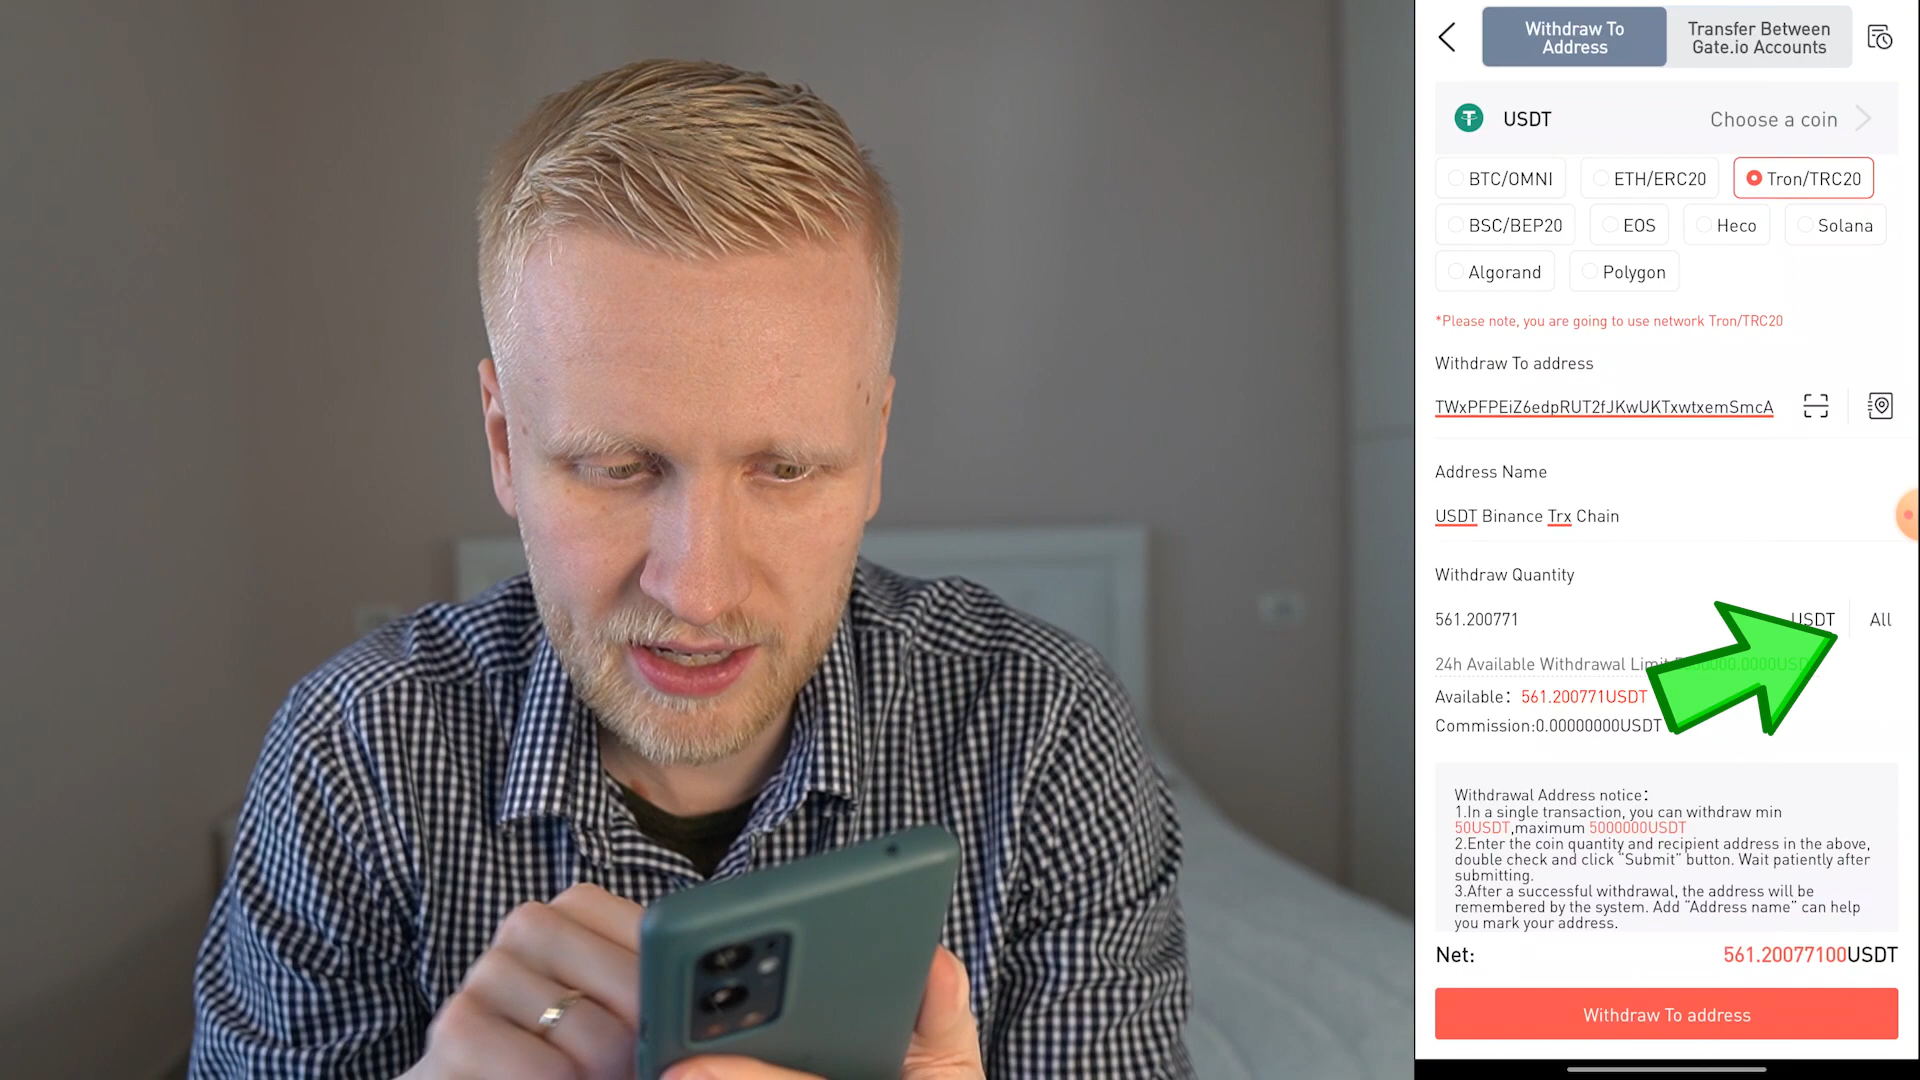 Withdraw To
Address
Transfer Between
Gate.io Accounts
USDT
Choose a coin
BTC/OMNI
ETH/ERC20
Tron/TRC20
BSC/BEP20
EOS
Heco
Solana
Algorand
Polygon
*Please note, you are going to use network Tron/TRC20
Withdraw To address
TWxPFPEiZ6edpRUT2fJKwUKTxwtxemSmcA
Address Name
USDT Binance Trx Chain
Withdraw Quantity
561.200771
USDT
All
24h Available Withdrawal Limit
Available: 561.200771USDT
Commission:0.00000000USDT
Withdrawal Address notice:
1.In a single transaction, you can withdraw min
50USDT,maximum 5000000USDT
2.Enter the coin quantity and recipient address in the above,
double check and click "Submit" button. Wait patiently after
submitting.
3.After a successful withdrawal, the address will be
remembered by the system. Add "Address name" can help
you mark your address.
Net:
561.20077100USDT
Withdraw To address